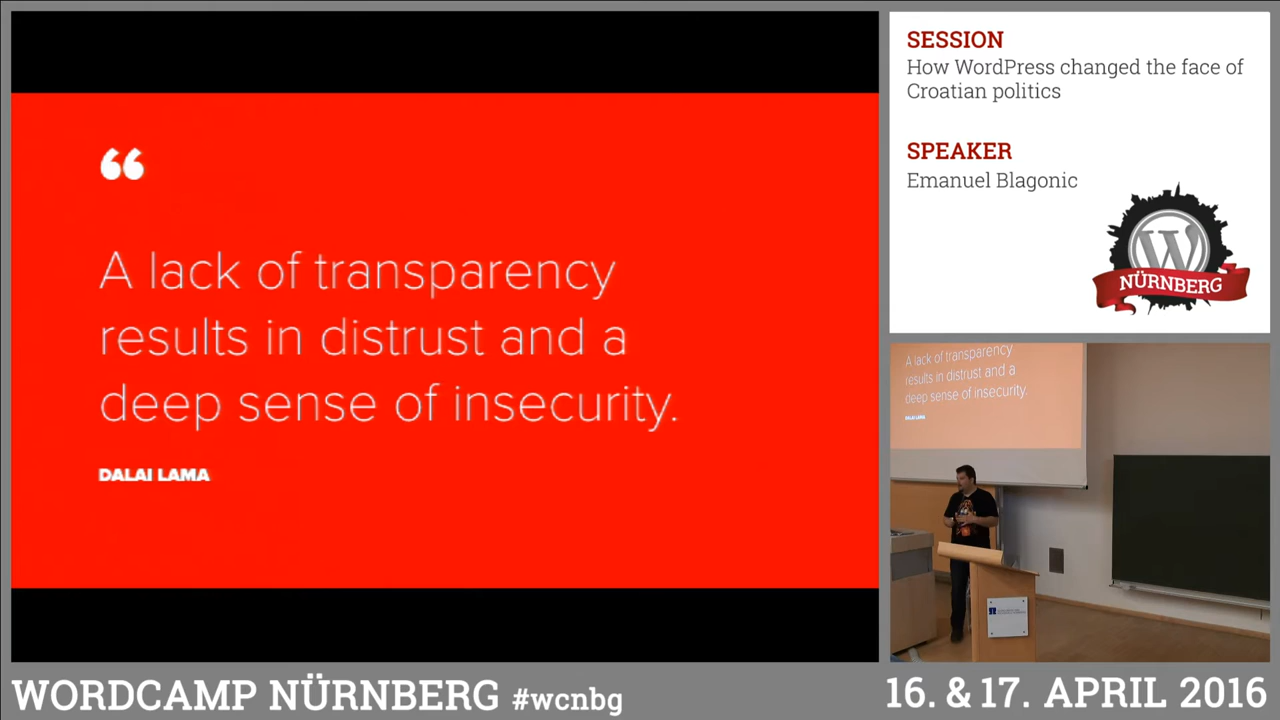 “
A lack of transparency
results in distrust and a
deep sense of insecurity.
DALAI LAMA
SESSION
How WordPress changed the face of
Croatian politics
SPEAKER
Emanuel Blagonic
W
NÜRNBERG
A lack of transparency
results in distrust and a
deep sense of insecurity.
DALAI LAMA
WORDCAMP NÜRNBERG #wcnbg
16. & 17. APRIL 2016